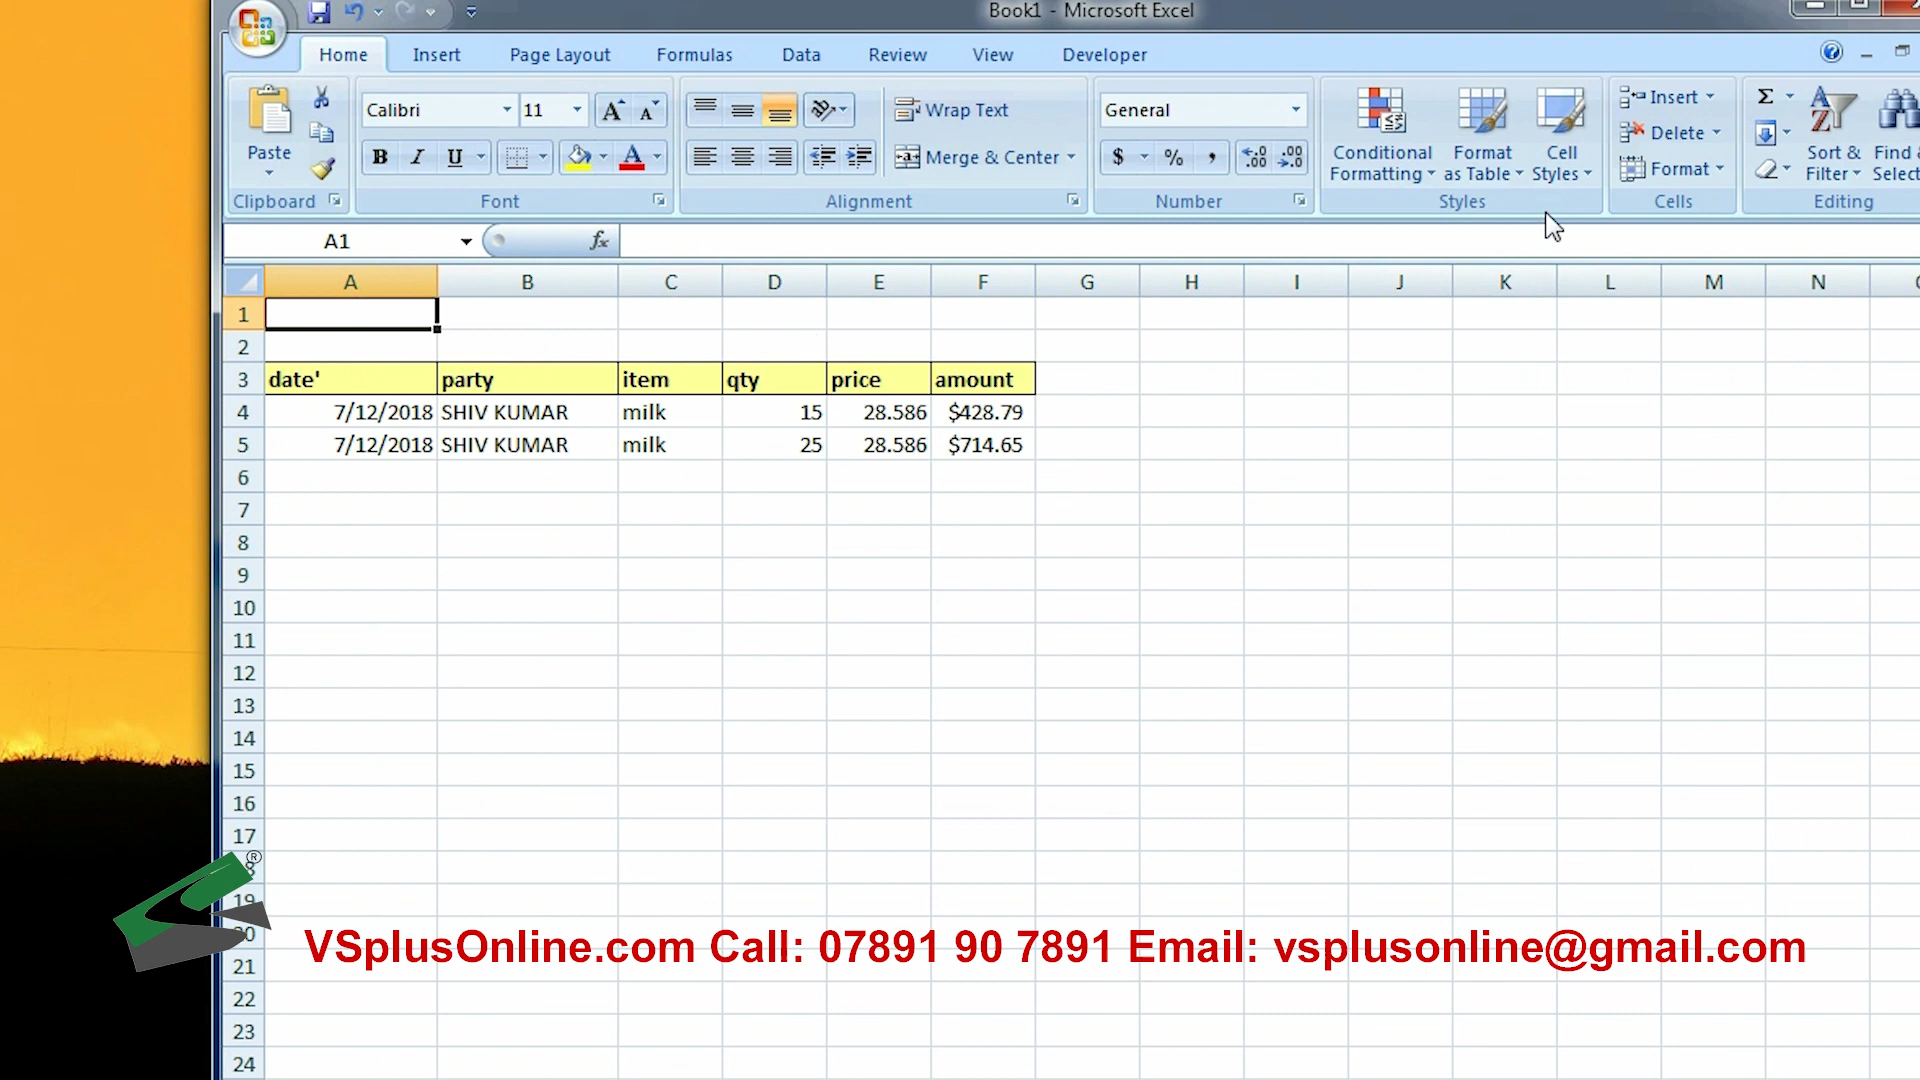 Book1 - Microsoft Excel
Home Insert Page Layout Formulas Data Review View Developer
Calibri 11 Wrap Text General Insert
Paste B I U A Merge & Center $ % , Conditional Formatting Format as Table Cell Styles Delete Format Σ Sort & Filter Find & Select
Clipboard Font Alignment Number Styles Cells Editing
A1 fx
A B C D E F G H I J K L M N
1
2
3 date' party item qty price amount
4 7/12/2018 SHIV KUMAR milk 15 28.586 $428.79
5 7/12/2018 SHIV KUMAR milk 25 28.586 $714.65
6
7
8
9
10
11
12
13
14
15
16
17
®
19
20
VSplusOnline.com Call: 07891 90 7891 Email: vsplusonline@gmail.com
21
22
23
24